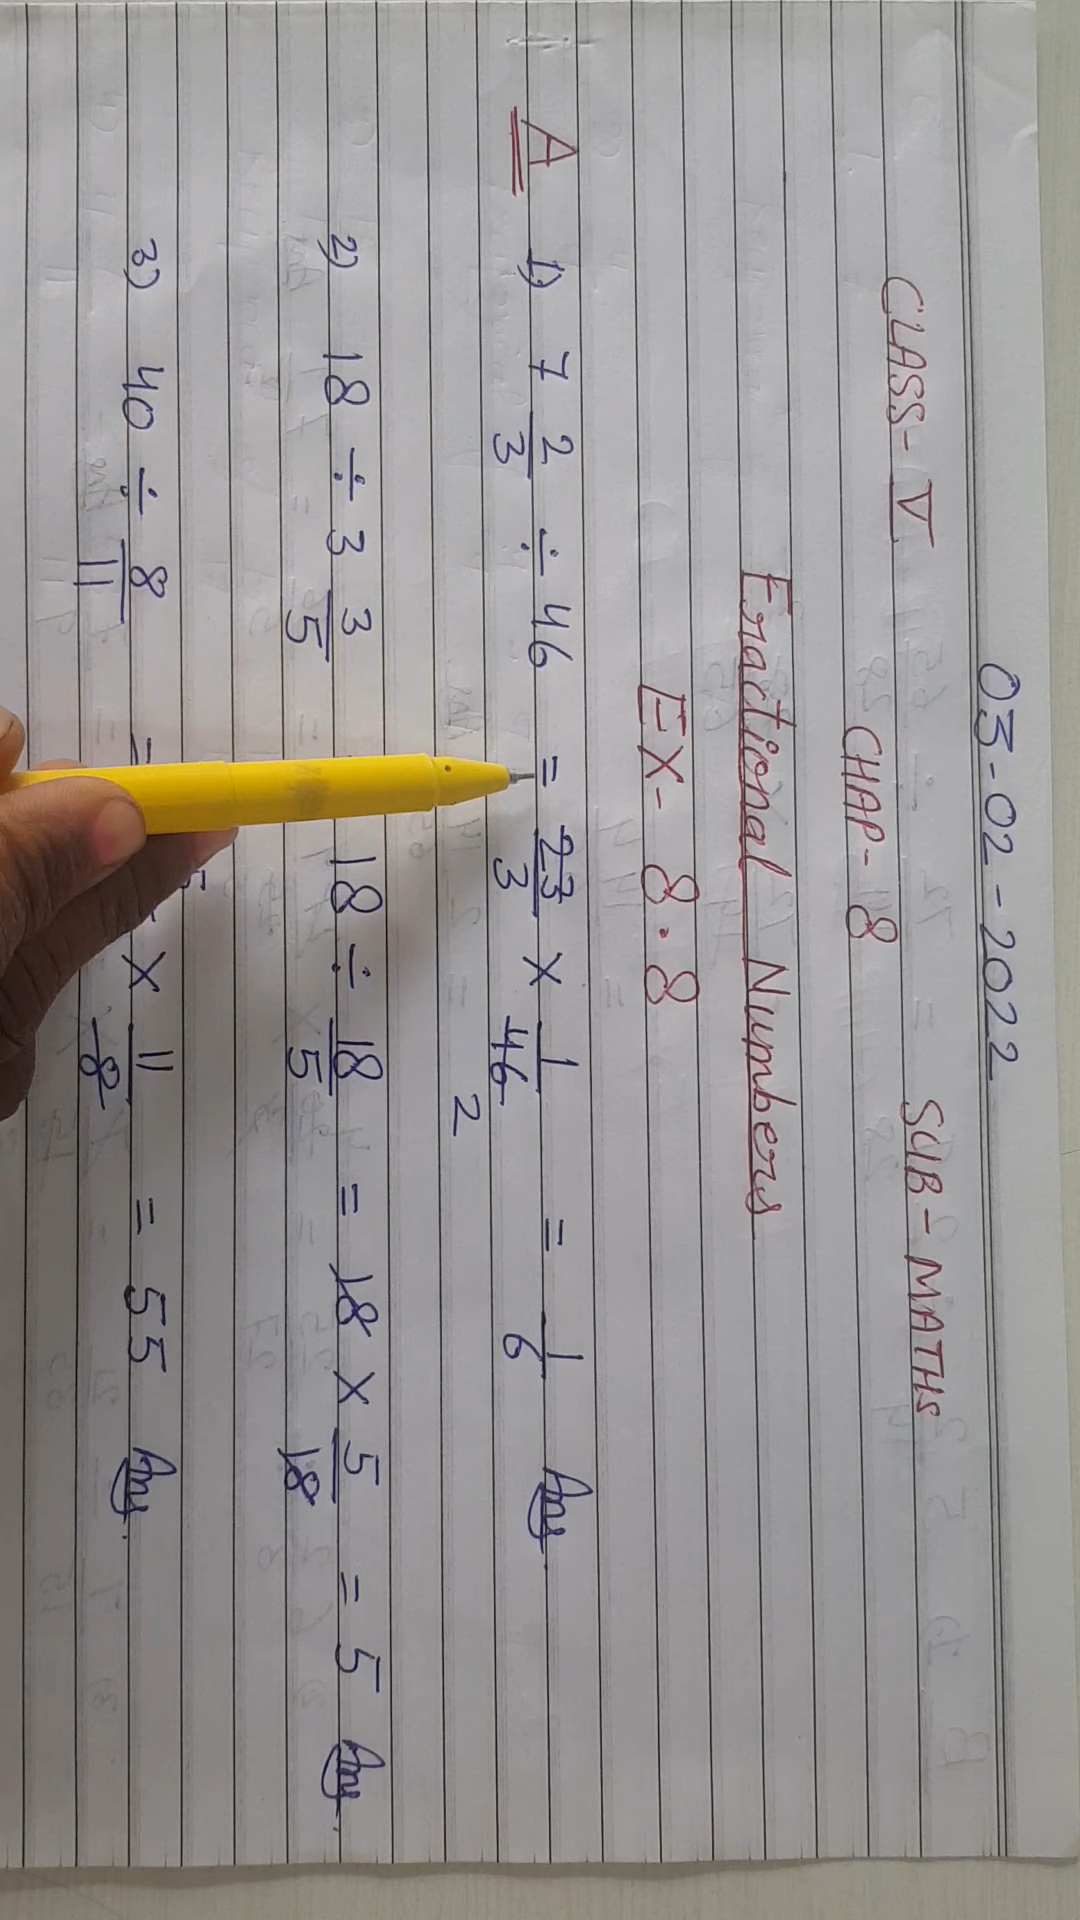 03-02-2022
CLASS-V CHAP-8 SUB-MATHS
Fractional Numbers
EX-8.8
A 1) 7 2/3 ÷ 46 = 23/3 × 1/46 2 = 1/6 Ans.
2) 18 ÷ 3 3/5 18 ÷ 18/5 = 18 × 5/18 = 5 Ans.
3) 40 ÷ 8/11 = 5 × 11/8 = 55 Ans.